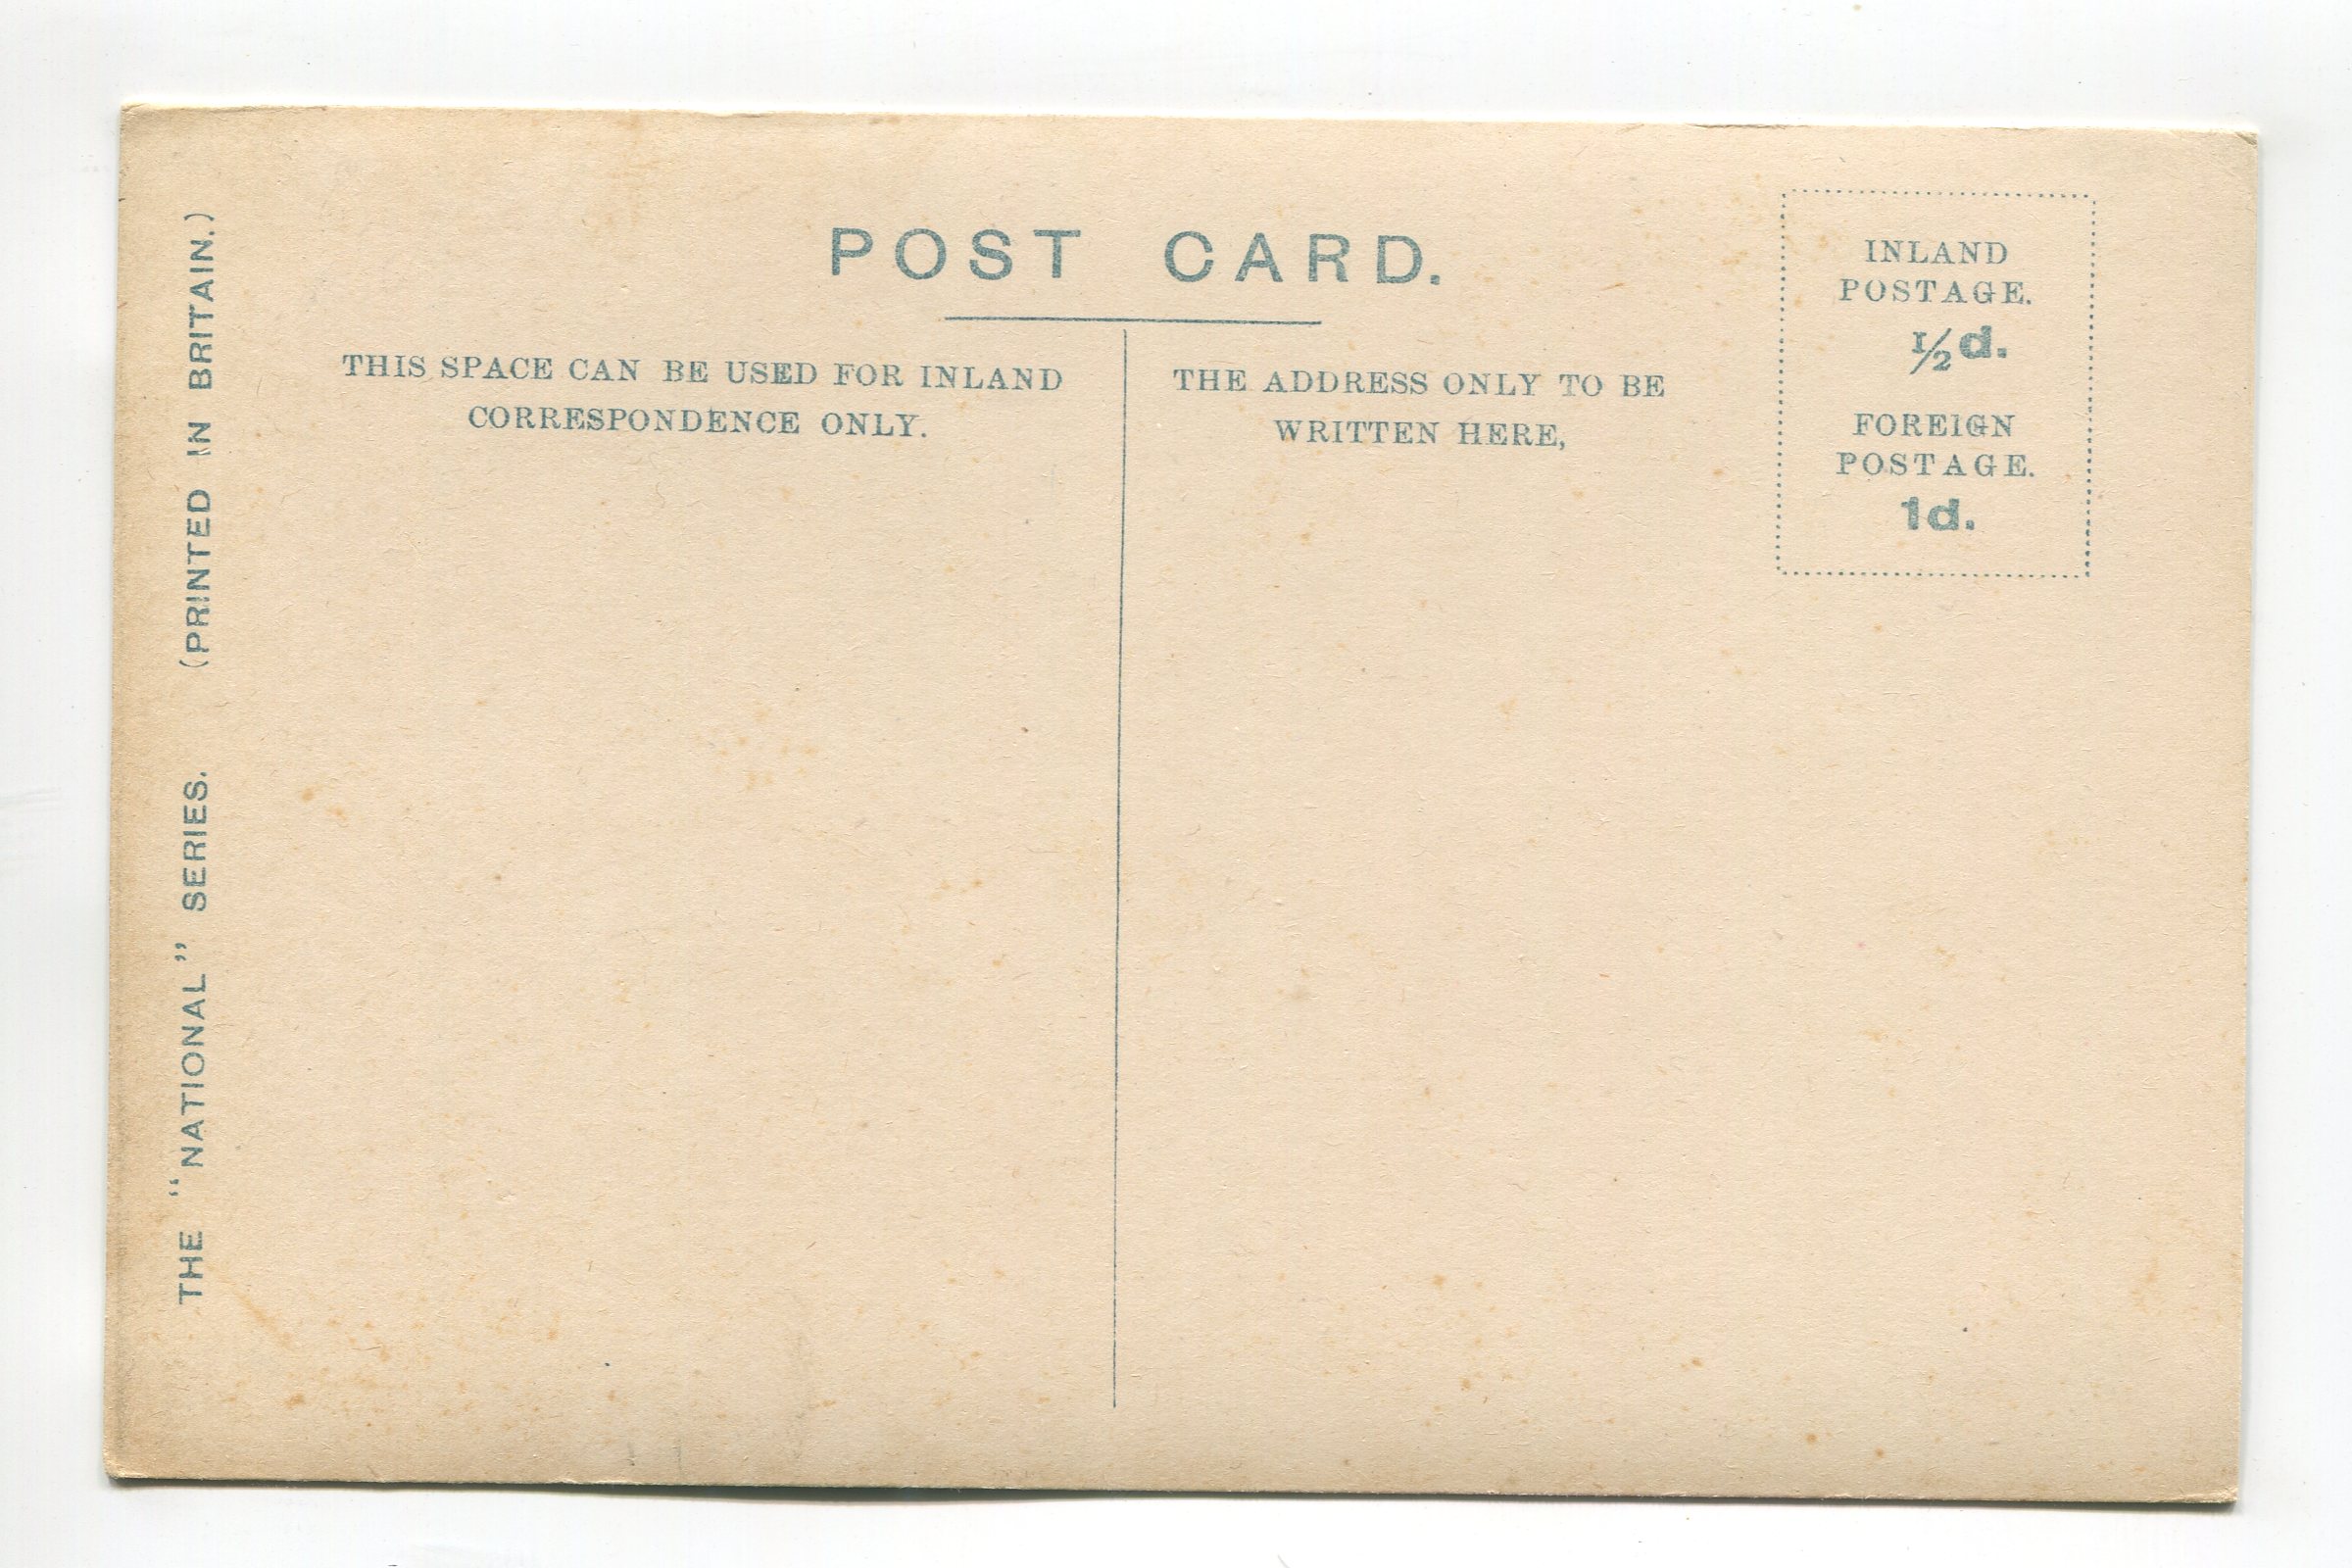 POST CARD.
THIS SPACE CAN BE USED FOR INLAND
CORRESPONDENCE ONLY.
THE ADDRESS ONLY TO BE
WRITTEN HERE,
INLAND
POSTAGE.
1/2d.
FOREIGN
POSTAGE.
1d.
THE "NATIONAL" SERIES. (PRINTED IN BRITAIN.)